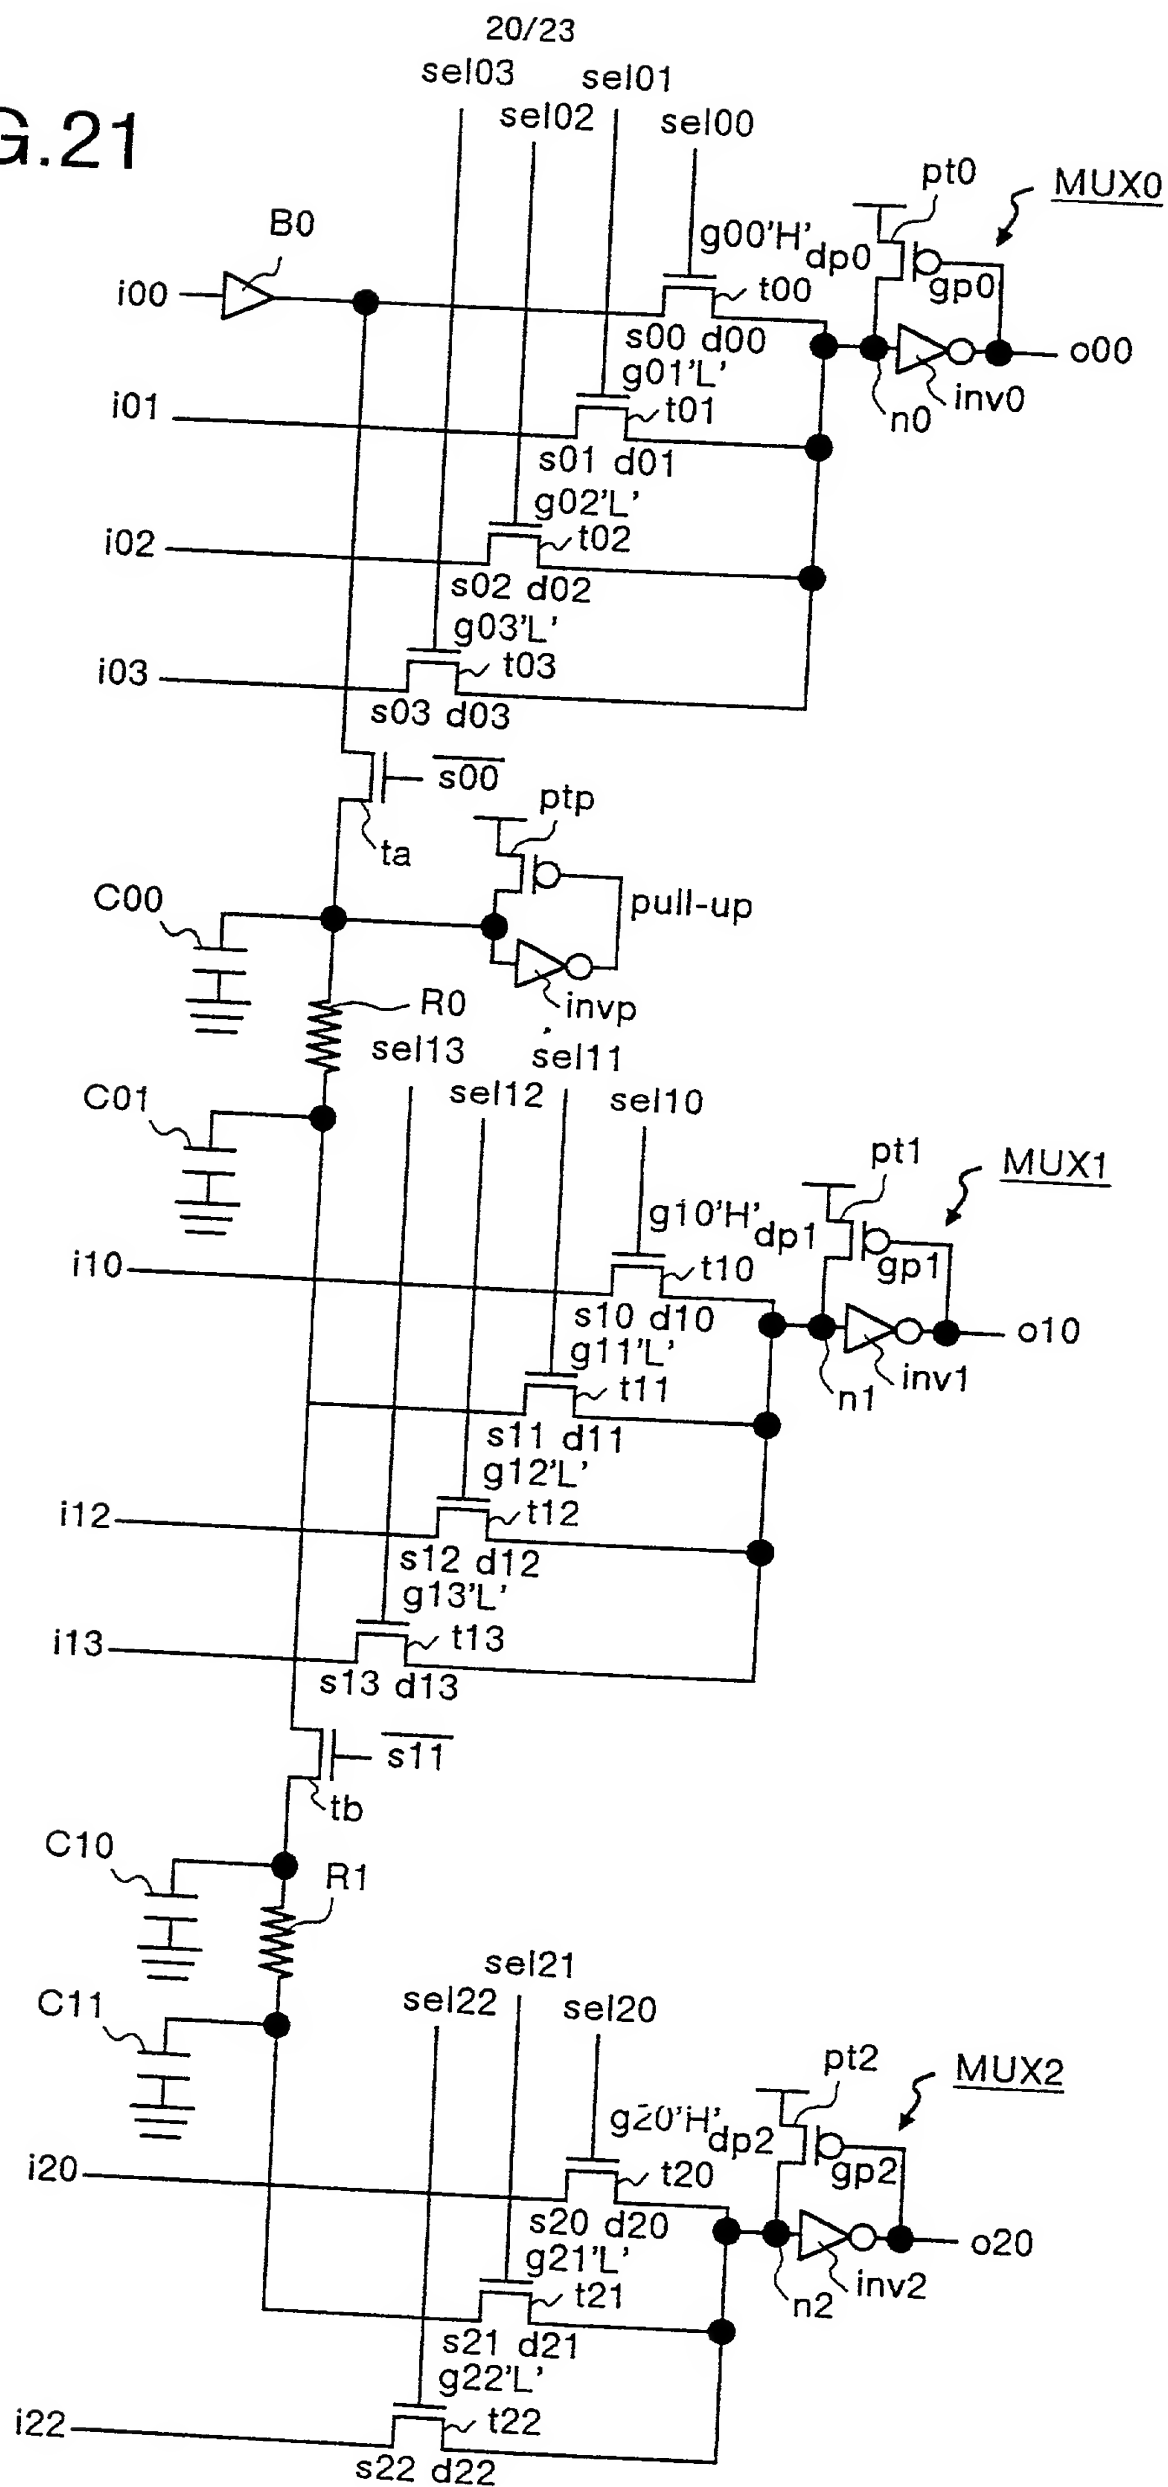 20/23
G.21
sel03
sel02
sel01
sel00
B0
i00
g00'H'
dp0
pt0
MUX0
gp0
t00
s00 d00
o00
inv0
n0
i01
g01'L'
t01
s01 d01
i02
g02'L'
t02
s02 d02
i03
g03'L'
t03
s03 d03
s00
ta
ptp
pull-up
C00
invp
R0
C01
sel13
sel12
sel11
sel10
pt1
MUX1
g10'H'
dp1
gp1
i10
t10
s10 d10
o10
inv1
n1
g11'L'
t11
s11 d11
g12'L'
i12
t12
s12 d12
g13'L'
i13
t13
s13 d13
s11
tb
C10
R1
C11
sel22
sel21
sel20
pt2
MUX2
g20'H'
dp2
gp2
i20
t20
s20 d20
o20
inv2
n2
g21'L'
t21
s21 d21
g22'L'
i22
t22
s22 d22